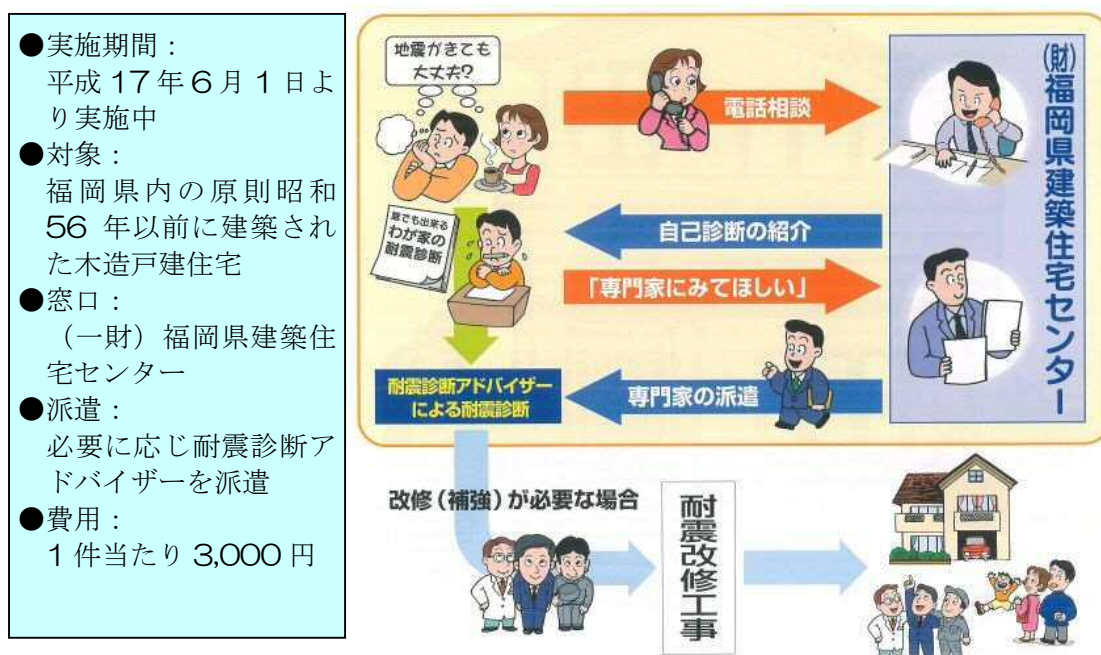 ●実施期間：
平成17年6月1日よ
り実施中
●対象：
福岡県内の原則昭和
56年以前に建築され
た木造戸建住宅
●窓口：
（一財）福岡県建築住
宅センター
●派遣：
必要に応じ耐震診断ア
ドバイザーを派遣
●費用：
1件当たり3,000円
地震がきても
大丈夫？
電話相談
(財)福岡県建築住宅センター
自己診断の紹介
誰でも出来る
わが家の
耐震診断
「専門家にみてほしい」
専門家の派遣
耐震診断アドバイザー
による耐震診断
改修（補強）が必要な場合
耐震改修工事